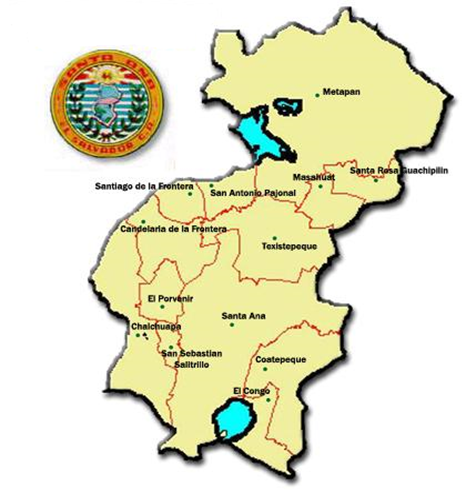 SANTA ANA
EL SALVADOR C.A.
Metapan
Santa Rosa Guachipilin
Masahuat
Santiago de la Frontera
San Antonio Pajonal
Candelaria de la Frontera
Texistepeque
El Porvenir
Santa Ana
Chalchuapa
San Sebastian
Salitrillo
Coatepeque
El Congo